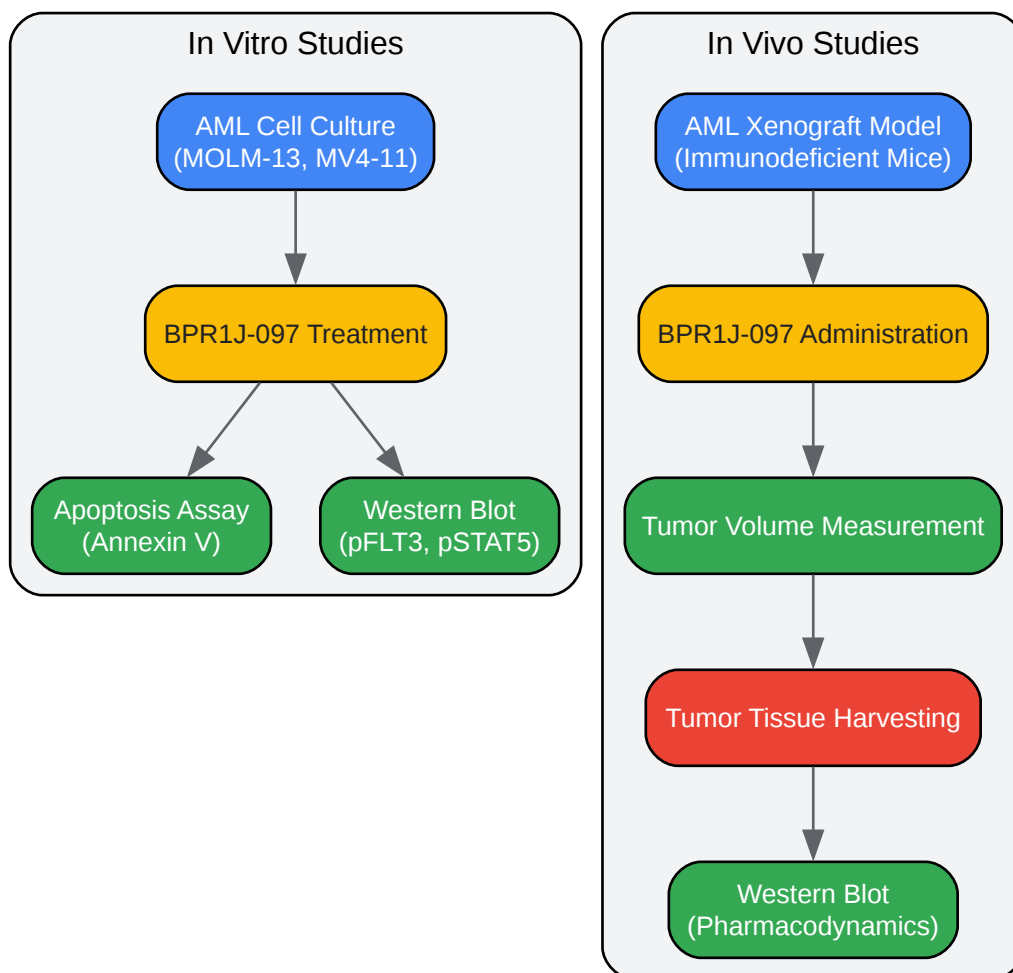 In Vitro Studies
AML Cell Culture
(MOLM-13, MV4-11)
BPR1J-097 Treatment
Apoptosis Assay
(Annexin V)
Western Blot
(pFLT3, pSTAT5)
In Vivo Studies
AML Xenograft Model
(Immunodeficient Mice)
BPR1J-097 Administration
Tumor Volume Measurement
Tumor Tissue Harvesting
Western Blot
(Pharmacodynamics)